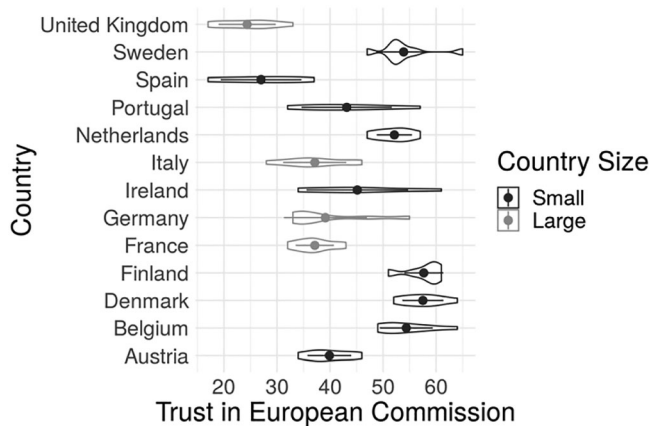 United Kingdom
Sweden
Spain
Portugal
Netherlands
Italy
Ireland
Germany
France
Finland
Denmark
Belgium
Austria
Country
20 30 40 50 60
Trust in European Commission
Country Size
Small
Large